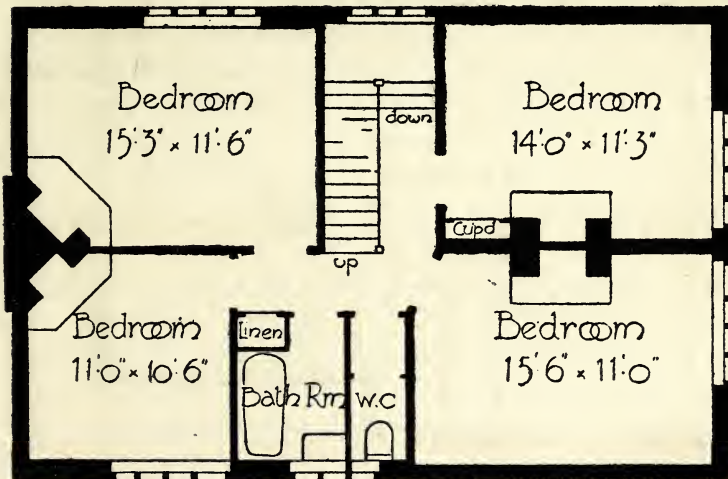 Bedroom
15'·3" × 11'·6"
down
Bedroom
14'·0" × 11'·3"
Cup'd
up
Bedroom
11'·0" × 10'·6"
Linen
Bath Rm
W.C
Bedroom
15'·6" × 11'·0"